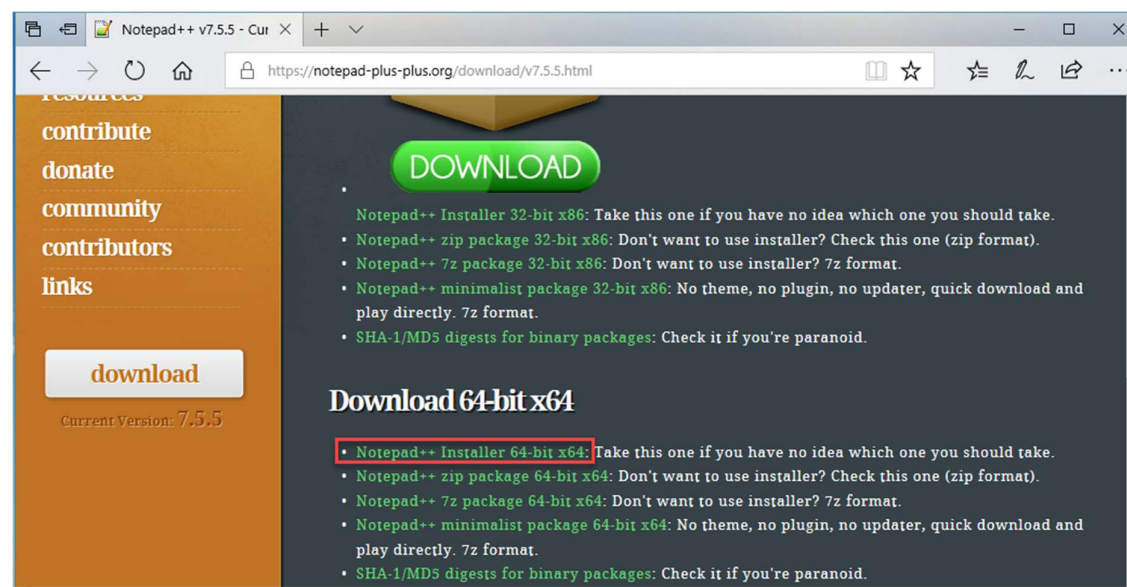 Notepad++ v7.5.5 - Cur
https://notepad-plus-plus.org/download/v7.5.5.html
resources
contribute
donate
community
contributors
links
download
Current Version: 7.5.5
DOWNLOAD
• Notepad++ Installer 32-bit x86: Take this one if you have no idea which one you should take.
• Notepad++ zip package 32-bit x86: Don't want to use installer? Check this one (zip format).
• Notepad++ 7z package 32-bit x86: Don't want to use installer? 7z format.
• Notepad++ minimalist package 32-bit x86: No theme, no plugin, no updater, quick download and
play directly. 7z format.
• SHA-1/MD5 digests for binary packages: Check it if you're paranoid.
Download 64-bit x64
• Notepad++ Installer 64-bit x64: Take this one if you have no idea which one you should take.
• Notepad++ zip package 64-bit x64: Don't want to use installer? Check this one (zip format).
• Notepad++ 7z package 64-bit x64: Don't want to use installer? 7z format.
• Notepad++ minimalist package 64-bit x64: No theme, no plugin, no updater, quick download and
play directly. 7z format.
• SHA-1/MD5 digests for binary packages: Check it if you're paranoid.